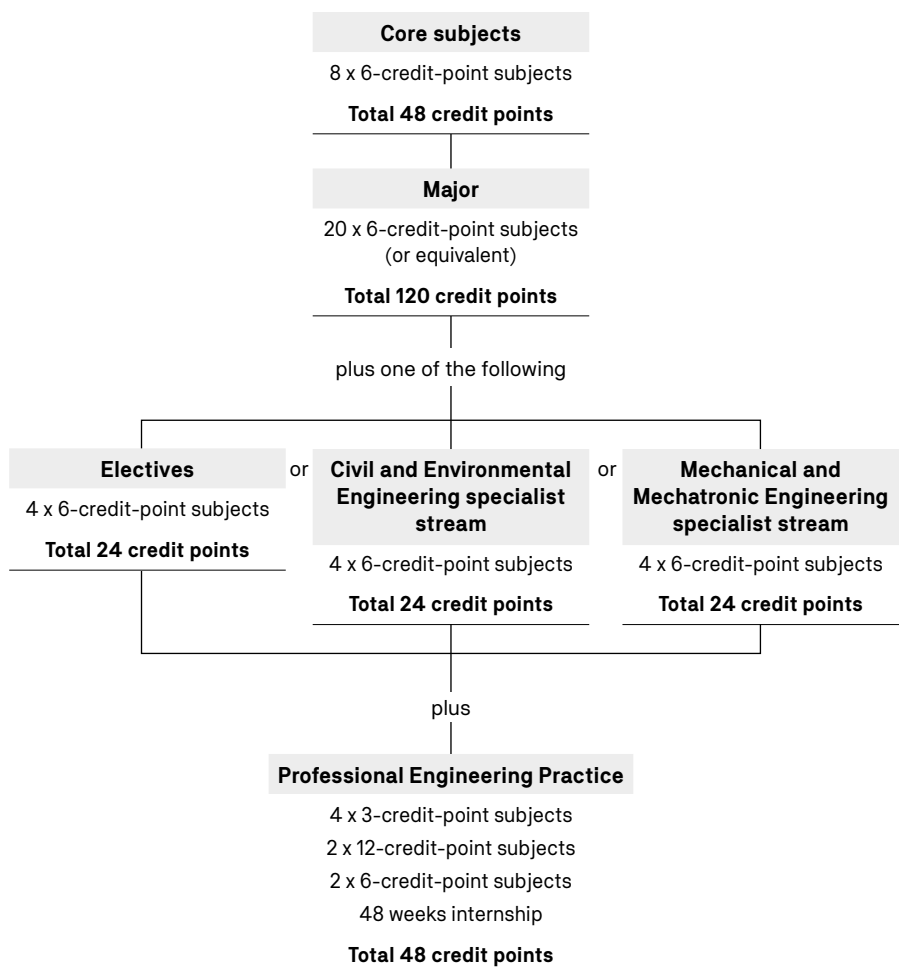 Core subjects
8 x 6-credit-point subjects
Total 48 credit points
Major
20 x 6-credit-point subjects
(or equivalent)
Total 120 credit points
plus one of the following
Electives
4 x 6-credit-point subjects
Total 24 credit points
or
Civil and Environmental
Engineering specialist
stream
4 x 6-credit-point subjects
Total 24 credit points
or
Mechanical and
Mechatronic Engineering
specialist stream
4 x 6-credit-point subjects
Total 24 credit points
plus
Professional Engineering Practice
4 x 3-credit-point subjects
2 x 12-credit-point subjects
2 x 6-credit-point subjects
48 weeks internship
Total 48 credit points